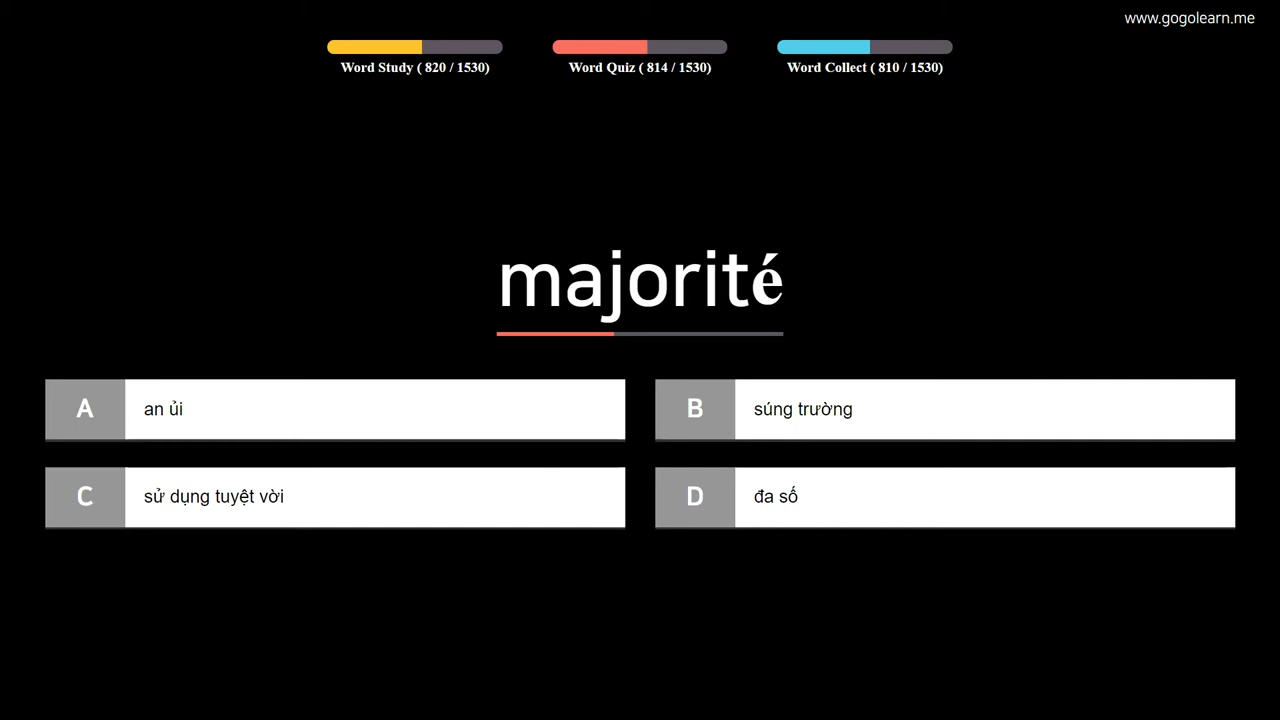 www.gogolearn.me
Word Study ( 820 / 1530)
Word Quiz ( 814 / 1530)
Word Collect ( 810 / 1530)
majorité
A an ủi
B súng trường
C sử dụng tuyệt vời
D đa số